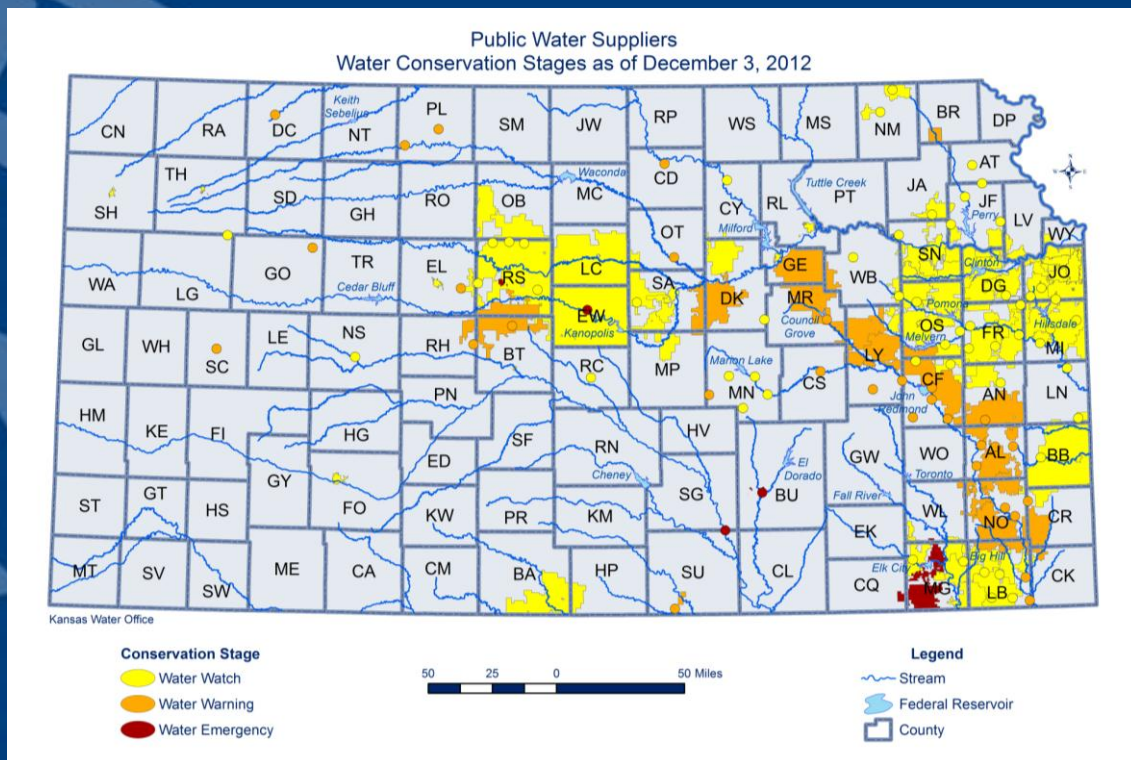 Public Water Suppliers
Water Conservation Stages as of December 3, 2012
CN
RA
DC
Keith
Sebelius
NT
PL
SM
JW
RP
WS
MS
NM
BR
DP
SH
TH
SD
GH
RO
OB
Waconda
MC
CD
CY
RL
Tuttle Creek
PT
JA
AT
JF
Perry
LV
WY
Milford
WA
LG
GO
TR
Cedar Bluff
EL
RS
LC
OT
SA
DK
GE
MR
WB
SN
Clinton
DG
JO
EW
Kanopolis
Council
Grove
Pomona
OS
Melvern
FR
Hillsdale
MI
GL
WH
SC
LE
NS
RH
BT
RC
MP
Marion Lake
MN
CS
LY
CF
John
Redmond
AN
LN
HM
KE
FI
HG
PN
ED
SF
RN
Cheney
HV
El
Dorado
BU
GW
WO
Toronto
AL
BB
ST
GT
HS
GY
FO
KW
PR
KM
SG
Fall River
EK
WL
NO
CR
MT
SV
SW
ME
CA
CM
BA
HP
SU
CL
CQ
Elk City
MG
Big Hill
LB
CK
Kansas Water Office
Conservation Stage
Water Watch
Water Warning
Water Emergency
50 25 0 50 Miles
Legend
Stream
Federal Reservoir
County